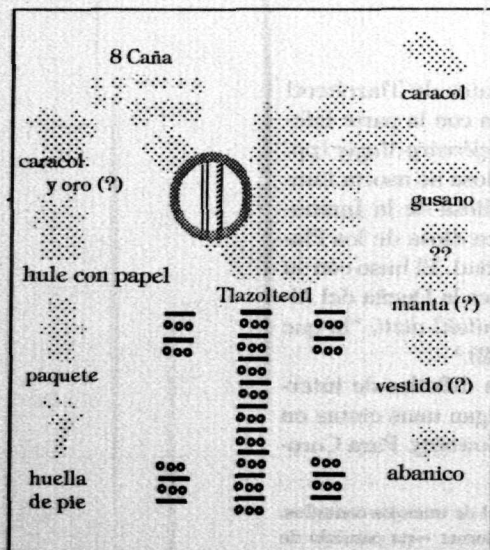 8 Caña
caracol
caracol
y oro (?)
gusano
??
hule con papel
Tlazolteotl
manta (?)
paquete
vestido (?)
huella
de pie
abanico